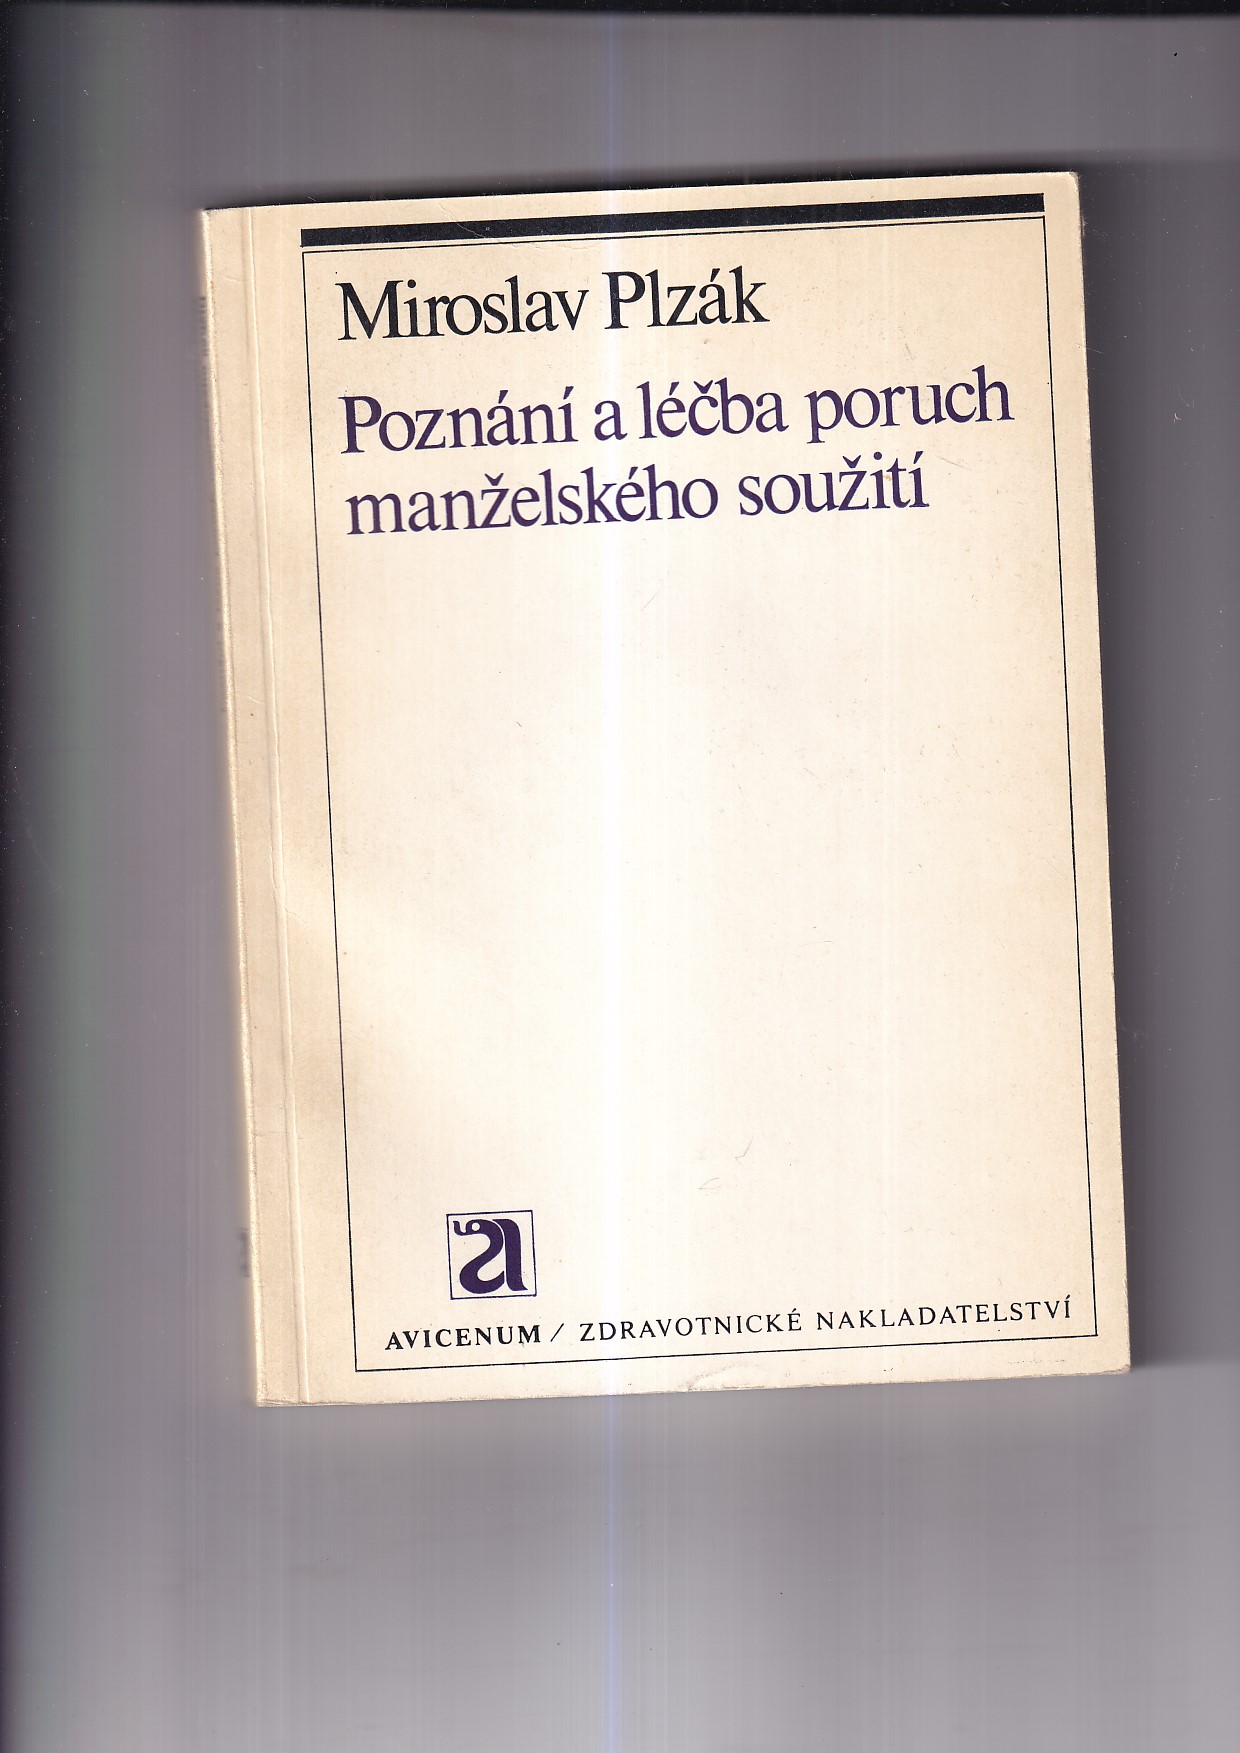 Miroslav Plzák
Poznání a léčba poruch
manželského soužití
AVICENUM / ZDRAVOTNICKÉ NAKLADATELSTVÍ